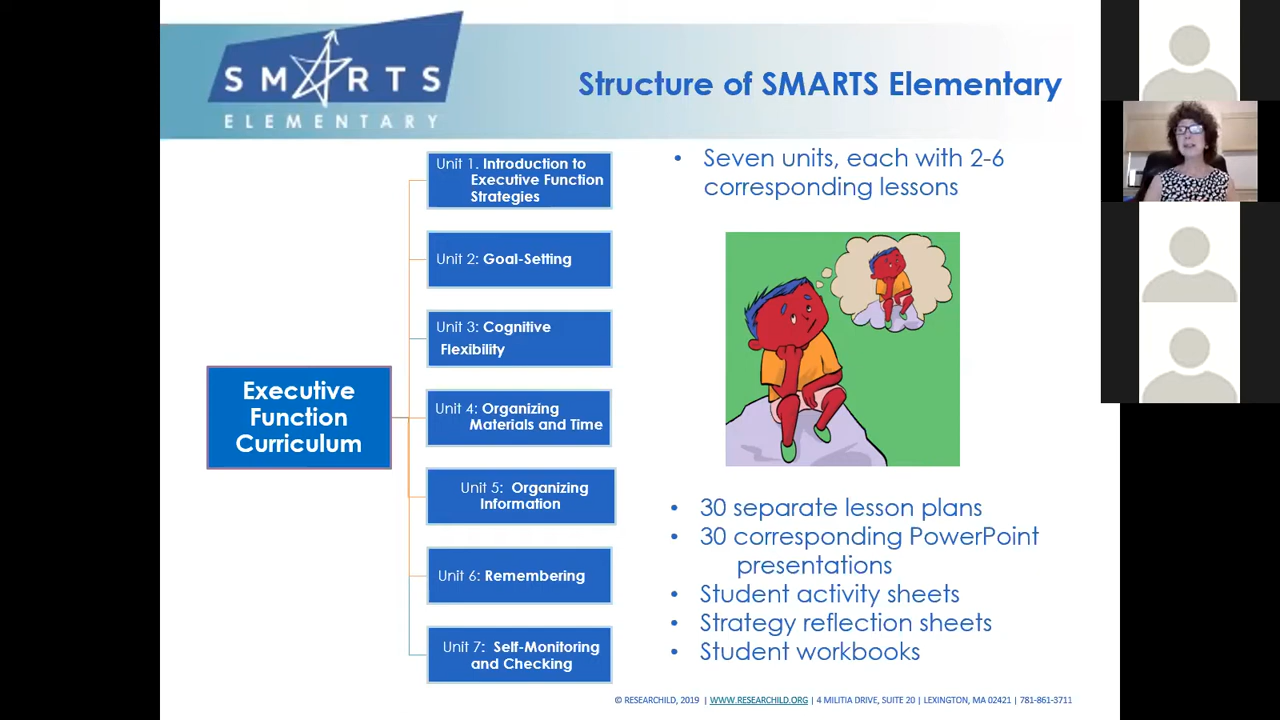 SMARTS
ELEMENTARY
Structure of SMARTS Elementary
Executive
Function
Curriculum
Unit 1. Introduction to
Executive Function
Strategies
Unit 2: Goal-Setting
Unit 3: Cognitive
Flexibility
Unit 4: Organizing
Materials and Time
Unit 5: Organizing
Information
Unit 6: Remembering
Unit 7: Self-Monitoring
and Checking
• Seven units, each with 2-6
corresponding lessons
• 30 separate lesson plans
• 30 corresponding PowerPoint
presentations
• Student activity sheets
• Strategy reflection sheets
• Student workbooks
© RESEARCHILD, 2019 | WWW.RESEARCHILD.ORG | 4 MILITIA DRIVE, SUITE 20 | LEXINGTON, MA 02421 | 781-861-3711